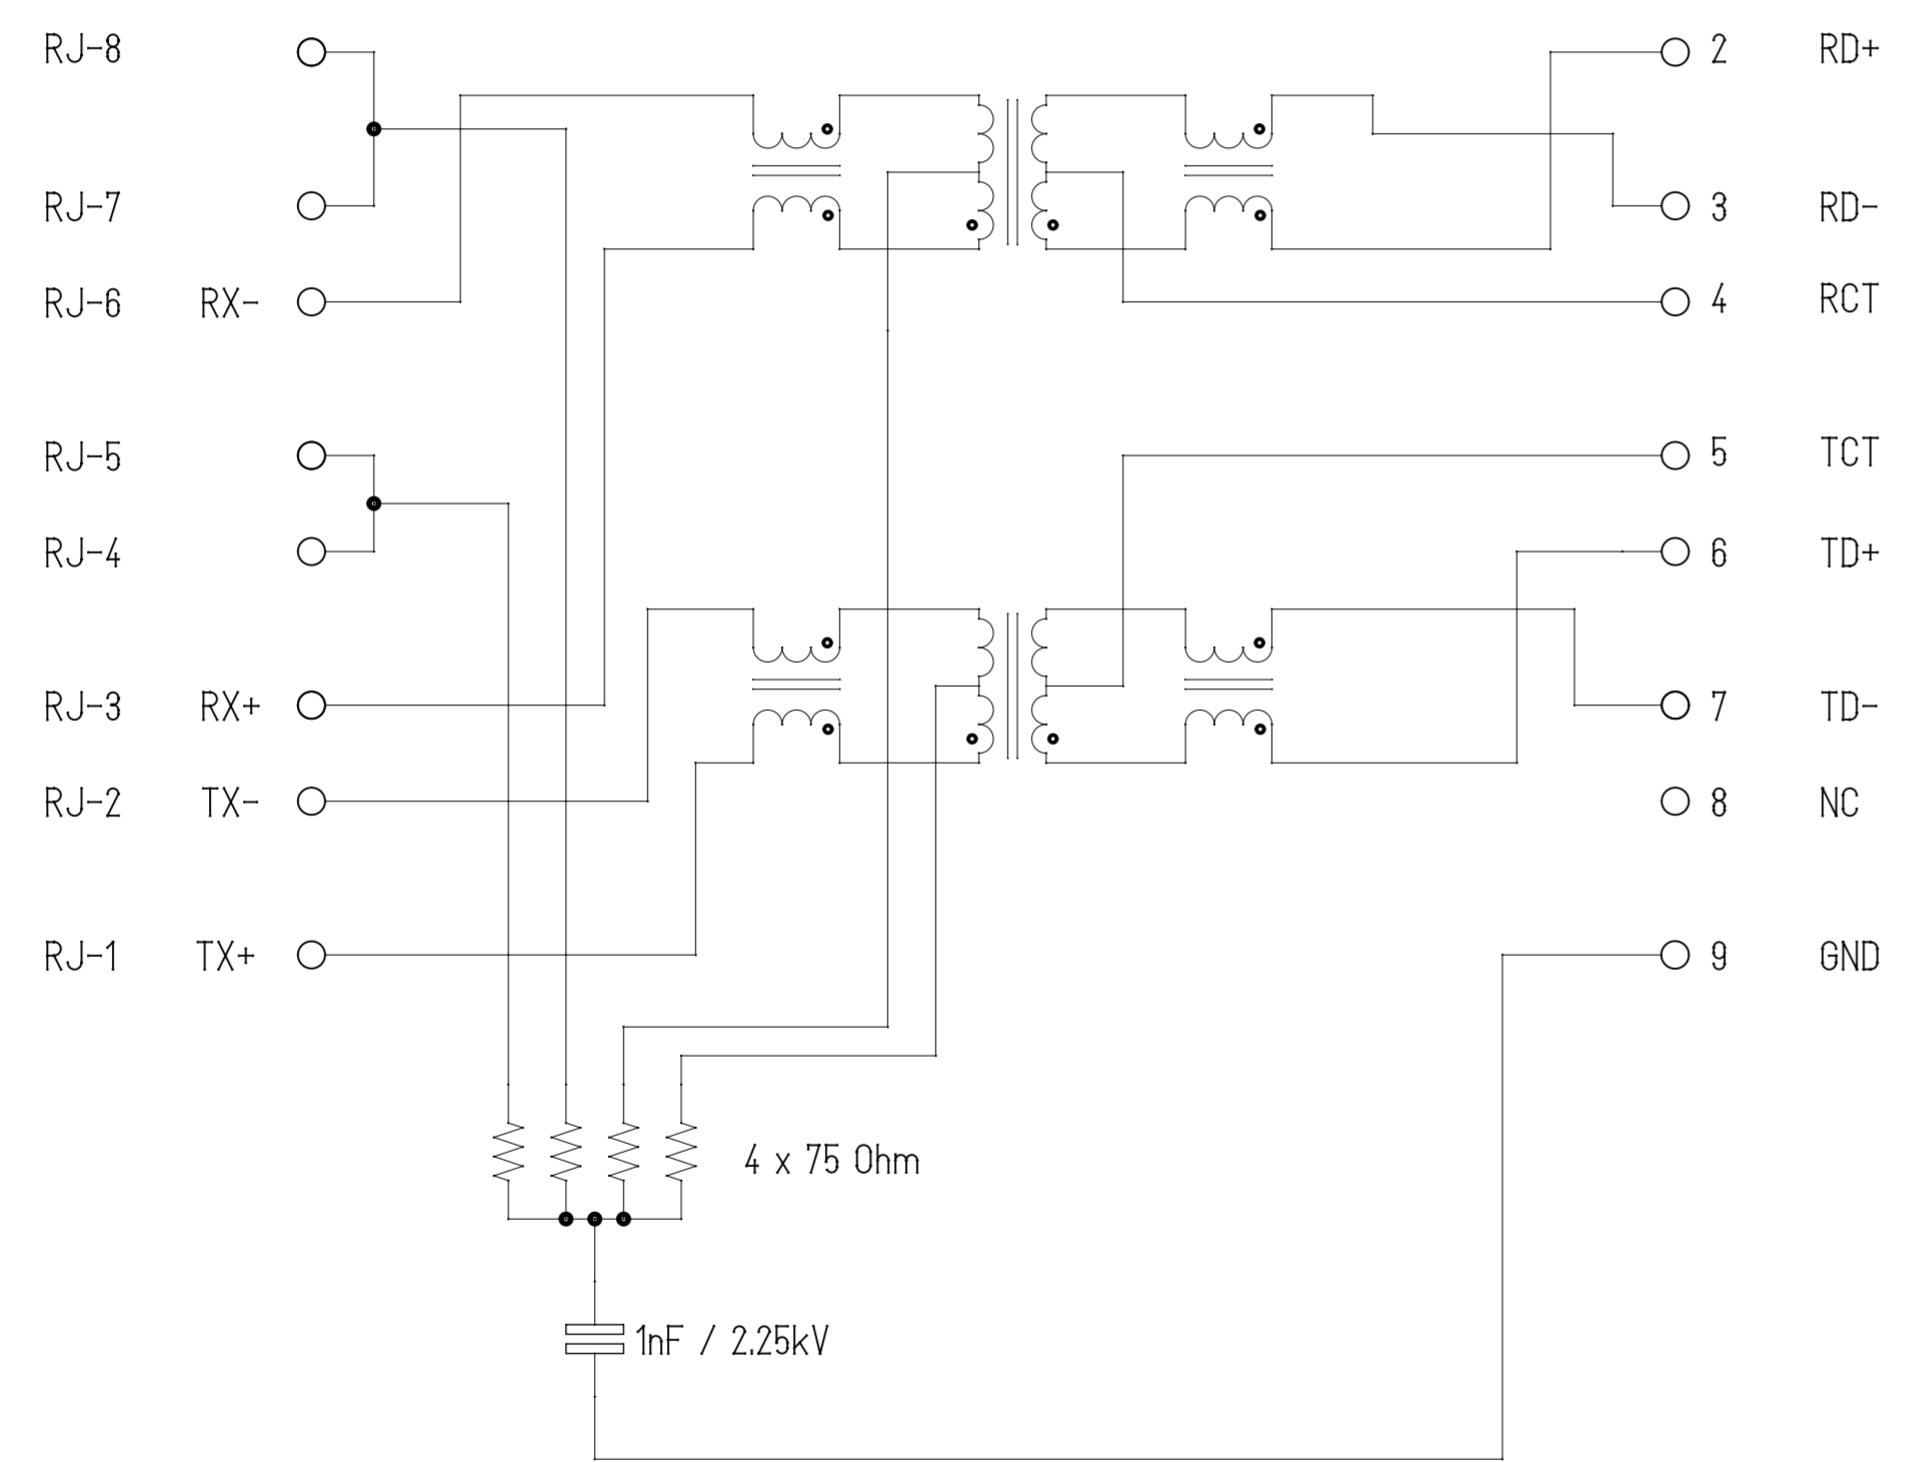 RJ-8 2 RD+
RJ-7 3 RD-
RJ-6 RX- 4 RCT
RJ-5 5 TCT
RJ-4 6 TD+
RJ-3 RX+ 7 TD-
RJ-2 TX- 8 NC
RJ-1 TX+ 9 GND
4 x 75 Ohm
1nF / 2.25kV